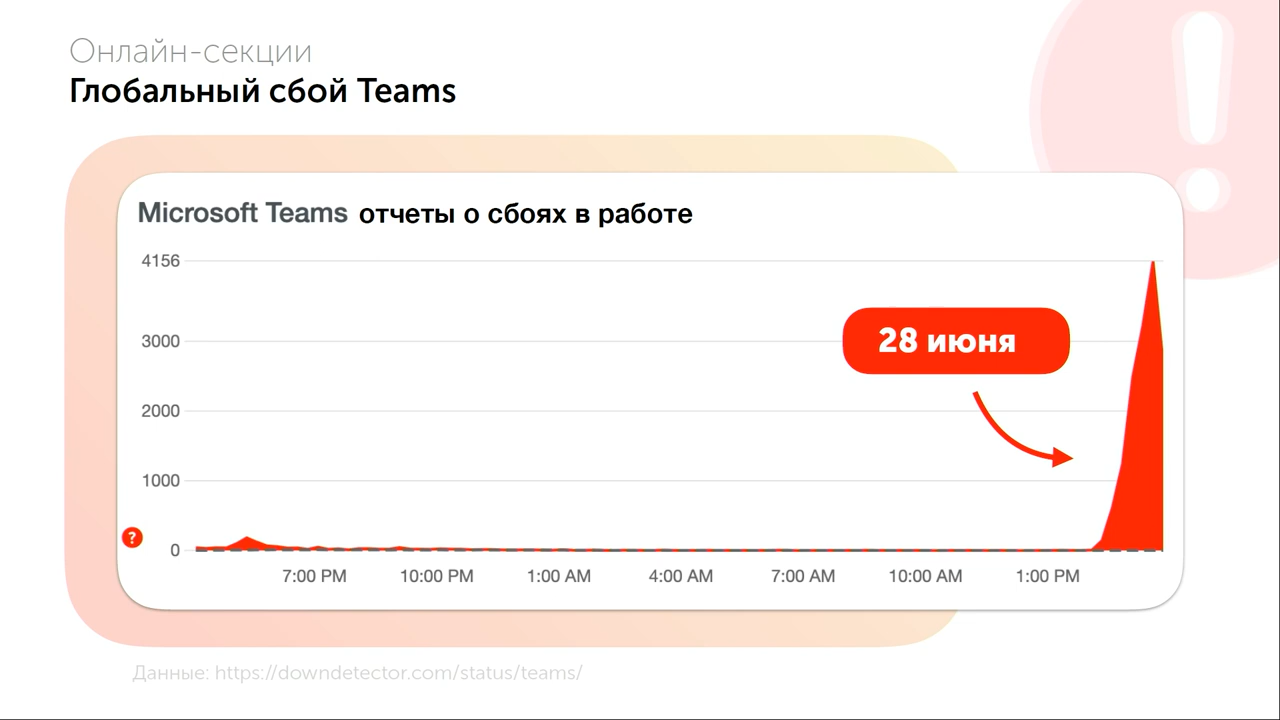 Онлайн-секции
Глобальный сбой Teams
Microsoft Teams отчеты о сбоях в работе
4156
3000
28 июня
2000
1000
?
0
7:00 PM 10:00 PM 1:00 AM 4:00 AM 7:00 AM 10:00 AM 1:00 PM
Данные: https://downdetector.com/status/teams/